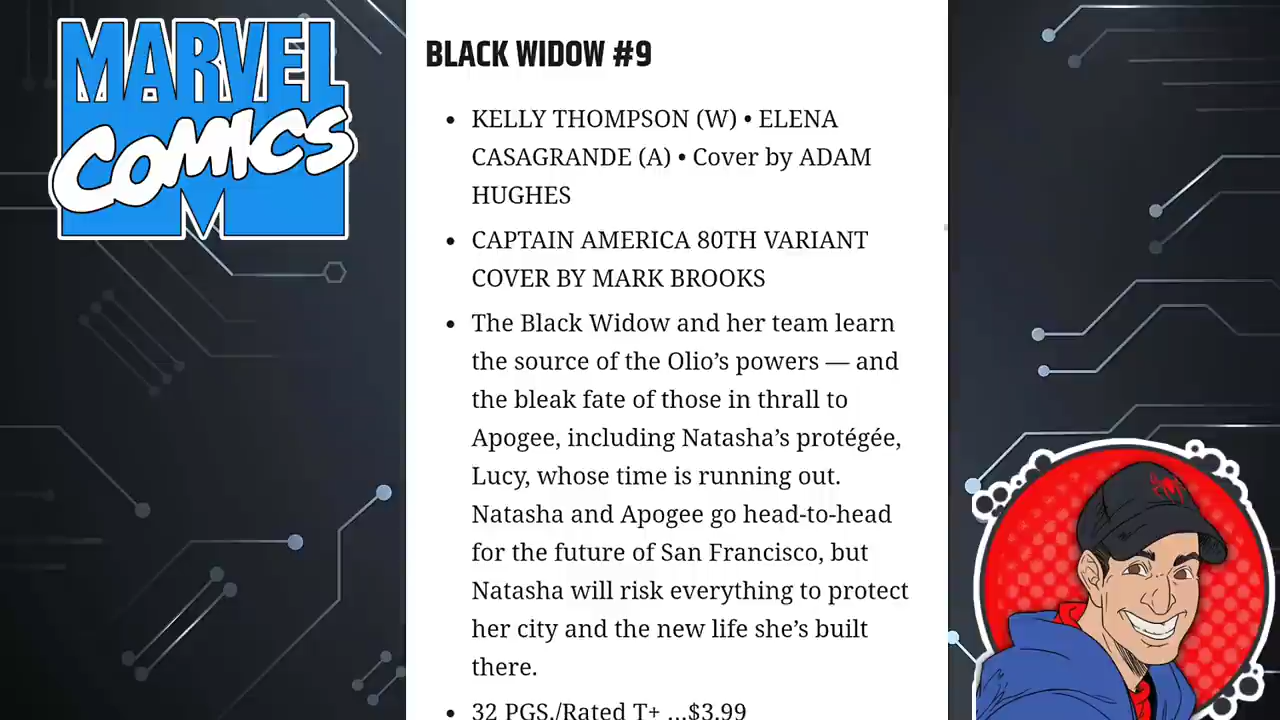 MARVEL
COMICS
M
BLACK WIDOW #9
• KELLY THOMPSON (W) • ELENA
CASAGRANDE (A) • Cover by ADAM
HUGHES
• CAPTAIN AMERICA 80TH VARIANT
COVER BY MARK BROOKS
• The Black Widow and her team learn
the source of the Olio’s powers — and
the bleak fate of those in thrall to
Apogee, including Natasha’s protégée,
Lucy, whose time is running out.
Natasha and Apogee go head-to-head
for the future of San Francisco, but
Natasha will risk everything to protect
her city and the new life she’s built
there.
• 32 PGS./Rated T+ …$3.99